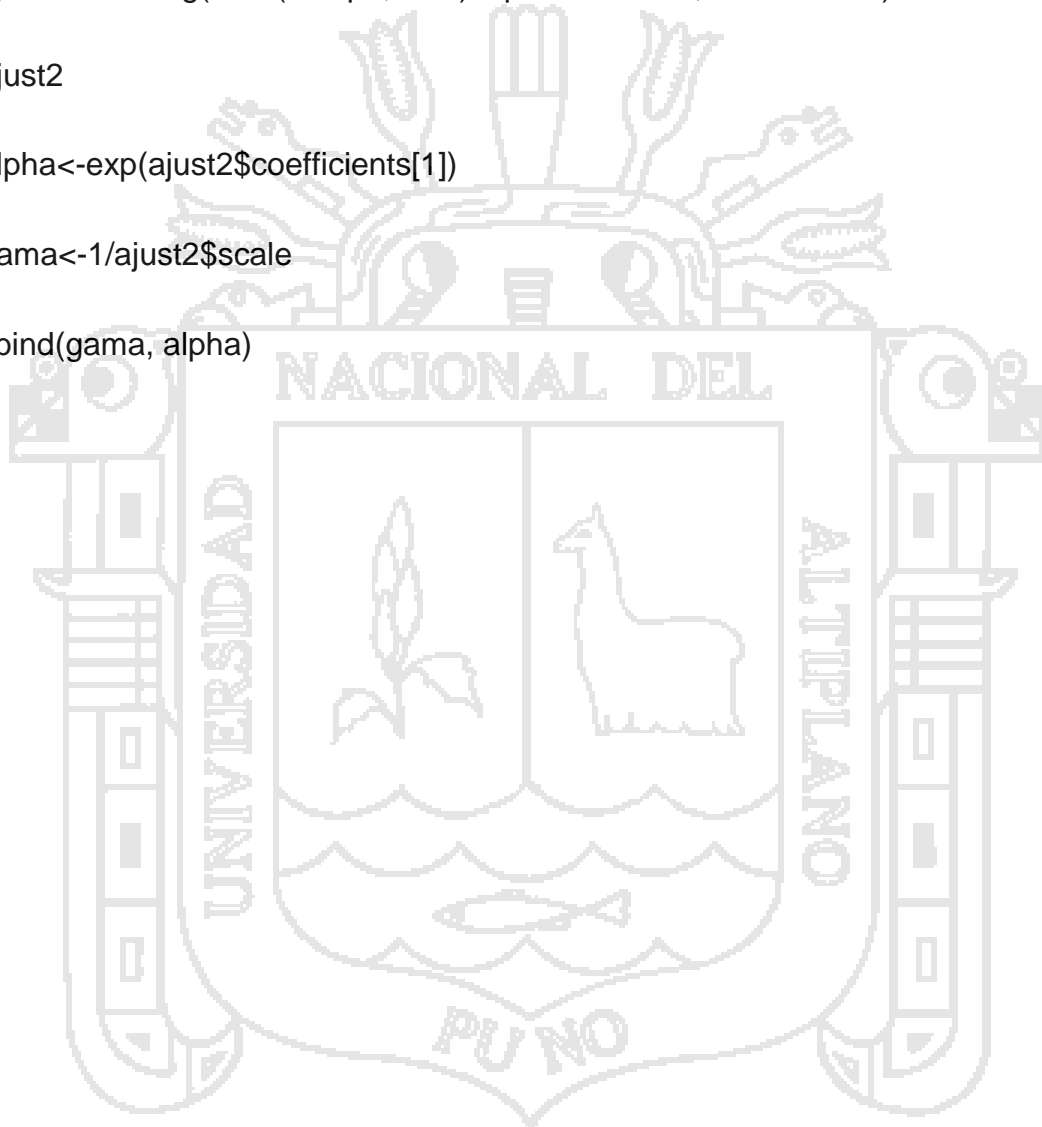 just2
lpha<-exp(ajust2$coefficients[1])
ama<-1/ajust2$scale
bind(gama, alpha)
NACIONAL DEL
UNIVERSIDAD
ALTIPLANO
PUNO